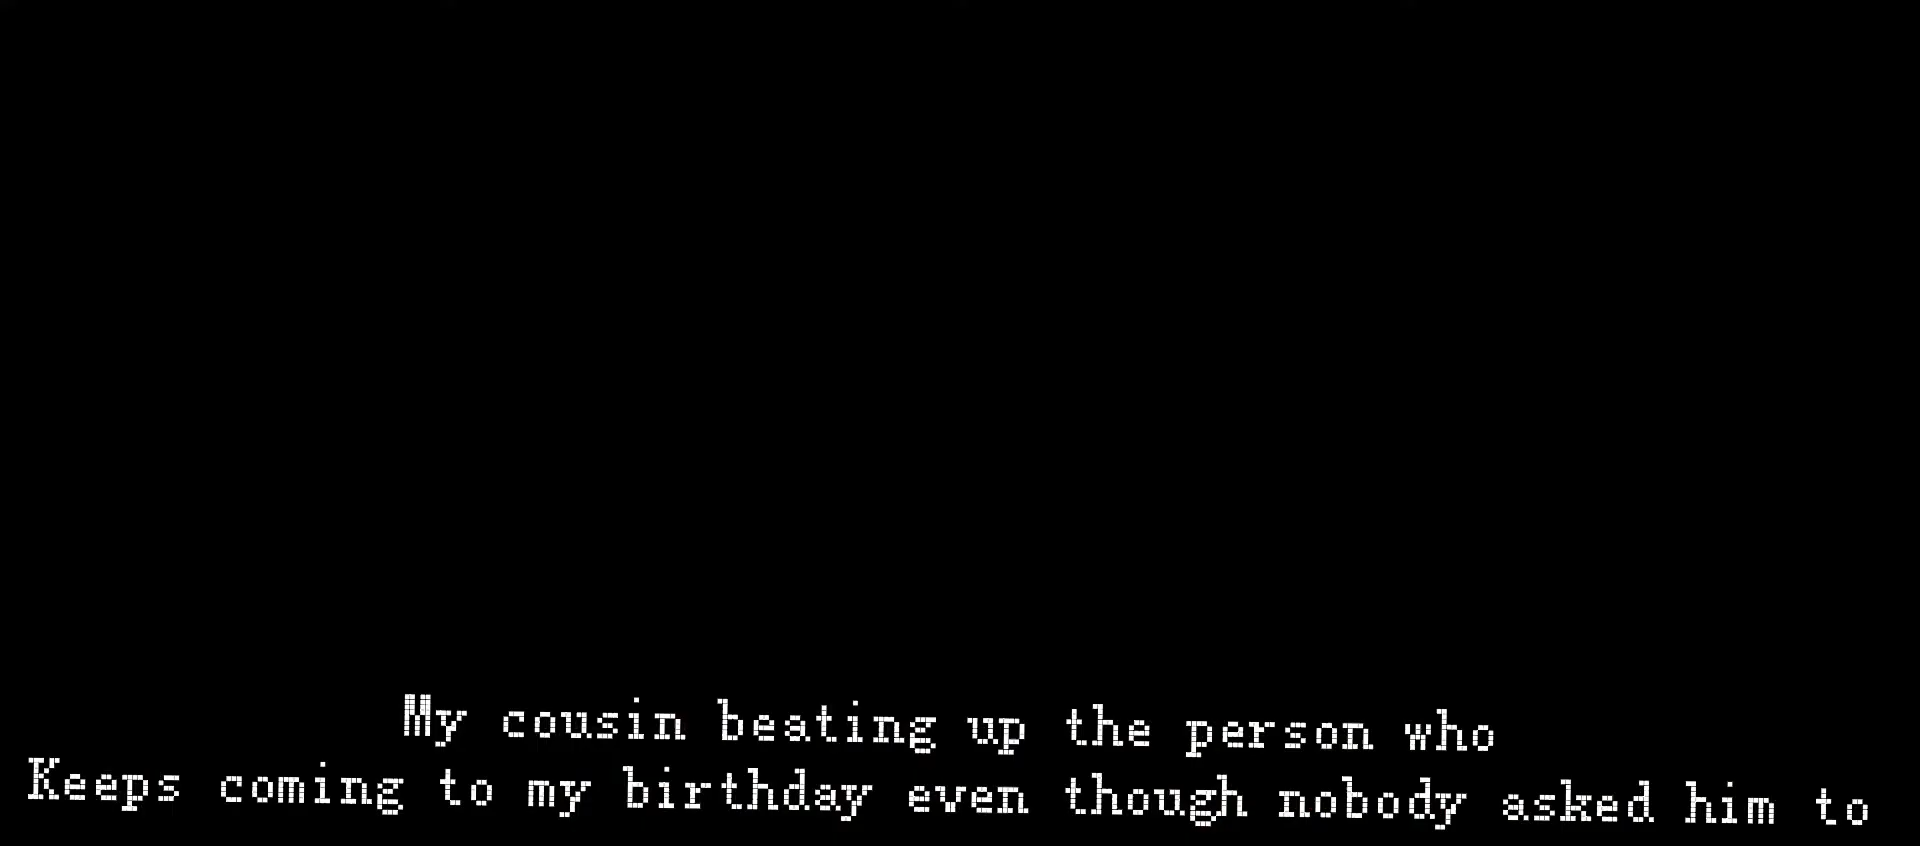 My cousin beating up the person who
Keeps coming to my birthday even though nobody asked him to